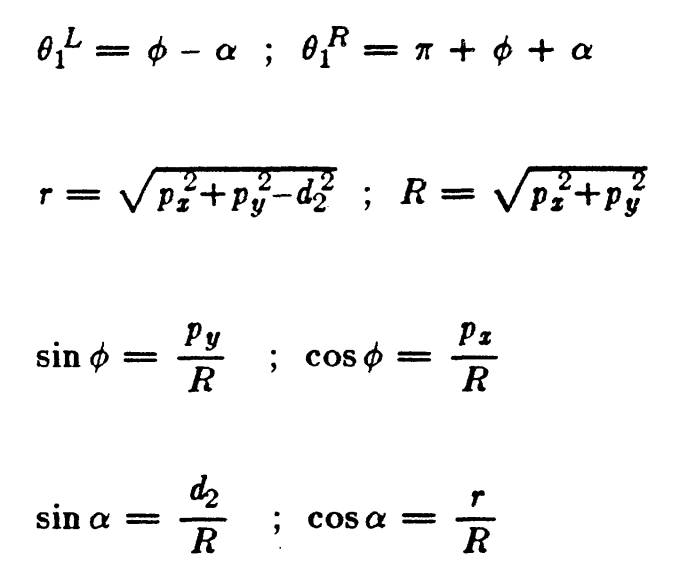 θ₁ᴸ = ϕ − α ; θ₁ᴿ = π + ϕ + α
r = √(pₓ² + p_y² − d₂²) ; R = √(pₓ² + p_y²)
sin ϕ = p_y / R ; cos ϕ = pₓ / R
sin α = d₂ / R ; cos α = r / R